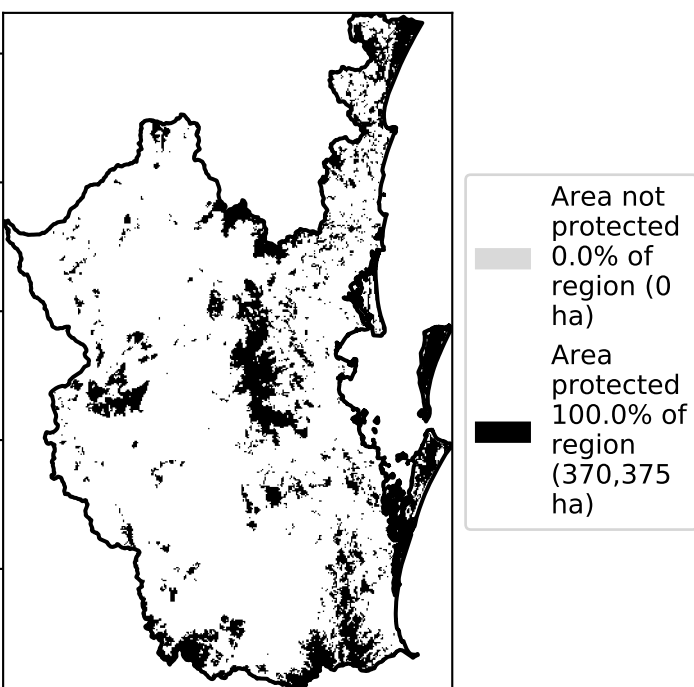 Area not
protected
0.0% of
region (0
ha)
Area
protected
100.0% of
region
(370,375
ha)